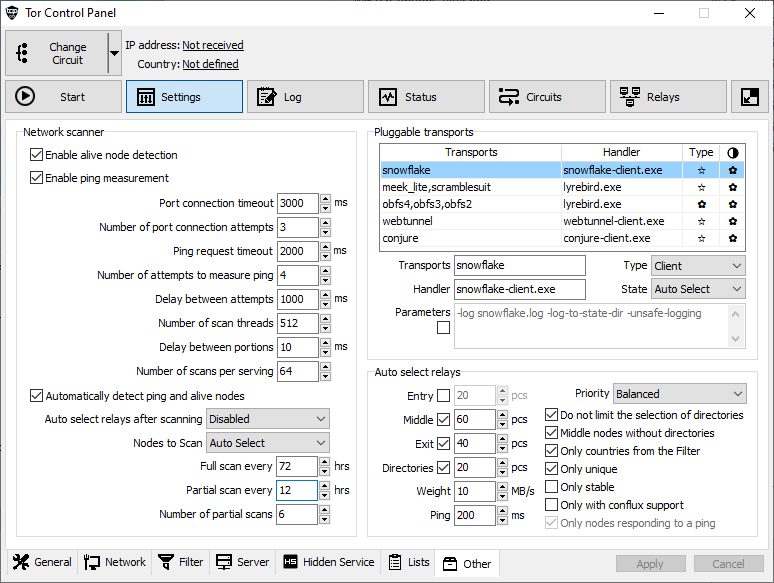 Tor Control Panel
Change
Circuit
IP address: Not received
Country: Not defined
Start
Settings
Log
Status
Circuits
Relays
Network scanner
Enable alive node detection
Enable ping measurement
Port connection timeout 3000 ms
Number of port connection attempts 3
Ping request timeout 2000 ms
Number of attempts to measure ping 4
Delay between attempts 1000 ms
Number of scan threads 512
Delay between portions 10 ms
Number of scans per serving 64
Automatically detect ping and alive nodes
Auto select relays after scanning Disabled
Nodes to Scan Auto Select
Full scan every 72 hrs
Partial scan every 12 hrs
Number of partial scans 6
Pluggable transports
Transports Handler Type
snowflake snowflake-client.exe
meek_lite,scramblesuit lyrebird.exe
obfs4,obfs3,obfs2 lyrebird.exe
webtunnel webtunnel-client.exe
conjure conjure-client.exe
Transports snowflake Type Client
Handler snowflake-client.exe State Auto Select
Parameters -log snowflake.log -log-to-state-dir -unsafe-logging
Auto select relays
Entry 20 pcs
Middle 60 pcs
Exit 40 pcs
Directories 20 pcs
Weight 10 MB/s
Ping 200 ms
Priority Balanced
Do not limit the selection of directories
Middle nodes without directories
Only countries from the Filter
Only unique
Only stable
Only with conflux support
Only nodes responding to a ping
General
Network
Filter
Server
HS Hidden Service
Lists
Other
Apply
Cancel